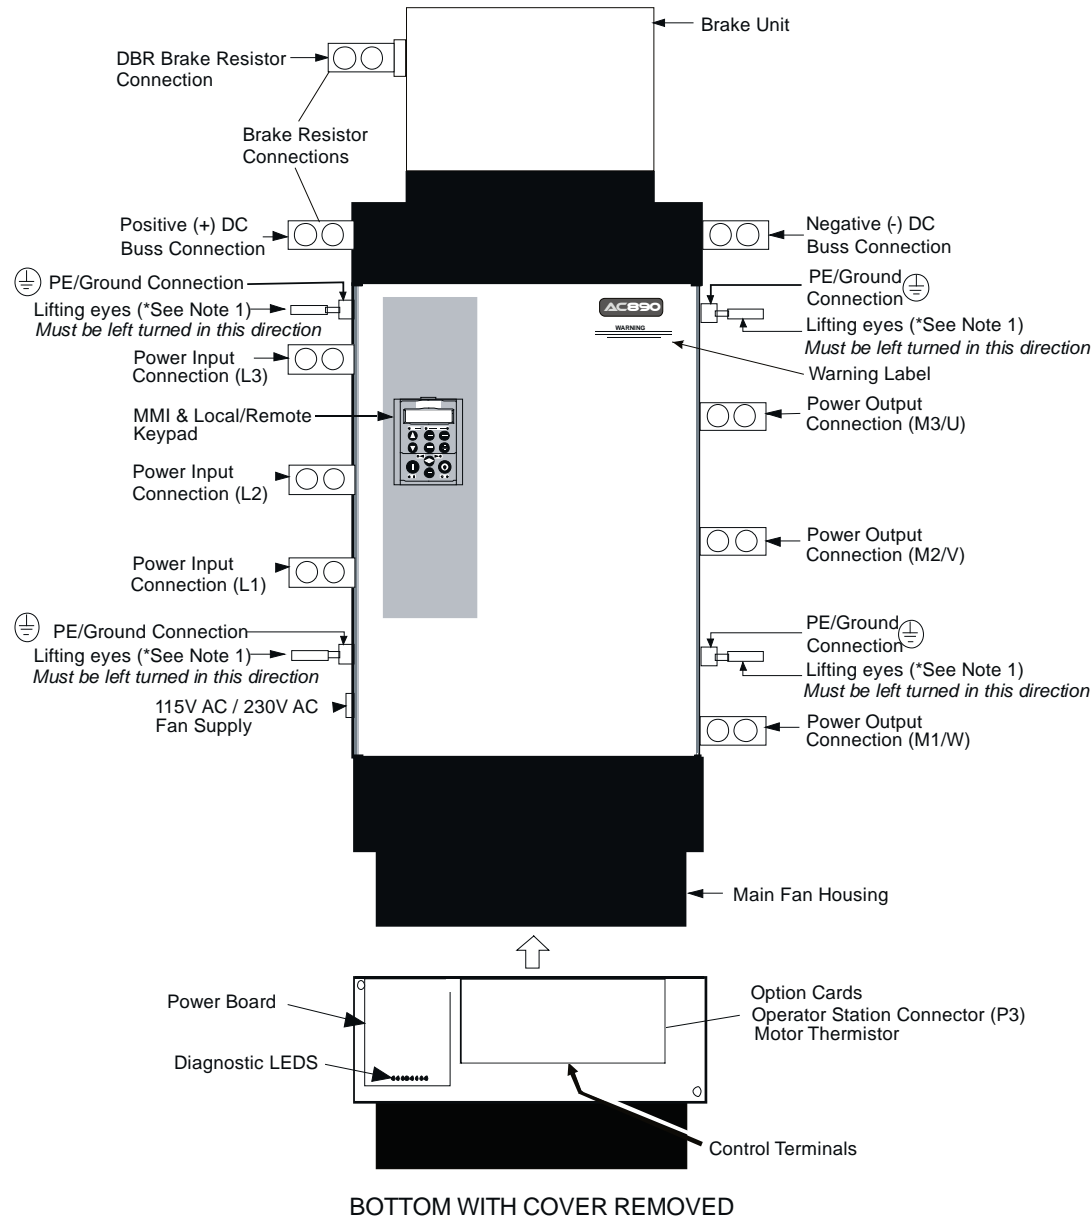 Brake Unit
DBR Brake Resistor
Connection
Brake Resistor
Connections
Positive (+) DC
Buss Connection
Negative (-) DC
Buss Connection
PE/Ground Connection
Lifting eyes (*See Note 1)
Must be left turned in this direction
PE/Ground
Connection
Lifting eyes (*See Note 1)
Must be left turned in this direction
AC890
WARNING
Warning Label
Power Input
Connection (L3)
Power Output
Connection (M3/U)
MMI & Local/Remote
Keypad
Power Input
Connection (L2)
Power Output
Connection (M2/V)
Power Input
Connection (L1)
PE/Ground Connection
Lifting eyes (*See Note 1)
Must be left turned in this direction
PE/Ground
Connection
Lifting eyes (*See Note 1)
Must be left turned in this direction
115V AC / 230V AC
Fan Supply
Power Output
Connection (M1/W)
Main Fan Housing
Power Board
Option Cards
Operator Station Connector (P3)
Motor Thermistor
Diagnostic LEDS
Control Terminals
BOTTOM WITH COVER REMOVED